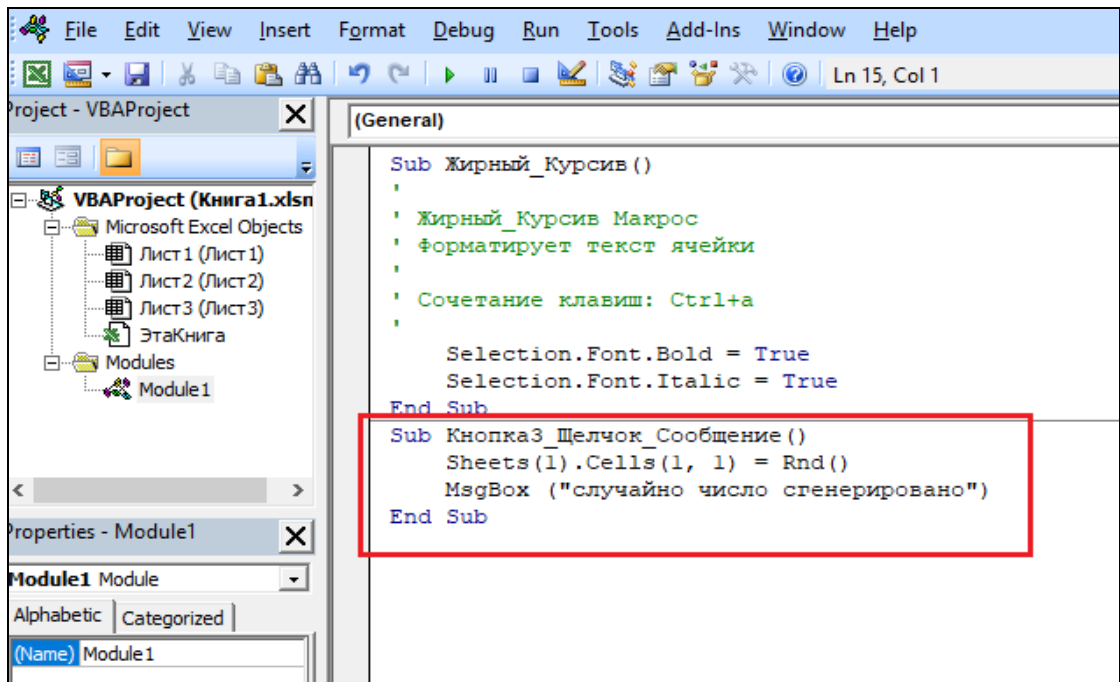 File Edit View Insert Format Debug Run Tools Add-Ins Window Help
Ln 15, Col 1
Project - VBAProject
VBAProject (Книга1.xlsm
Microsoft Excel Objects
Лист1 (Лист1)
Лист2 (Лист2)
Лист3 (Лист3)
ЭтаКнига
Modules
Module1
Properties - Module1
Module1 Module
Alphabetic Categorized
(Name) Module1
(General)
Sub Жирный_Курсив()
'
' Жирный_Курсив Макрос
' Форматирует текст ячейки
'
' Сочетание клавиш: Ctrl+a
'
Selection.Font.Bold = True
Selection.Font.Italic = True
End Sub
Sub Кнопка3_Щелчок_Сообщение()
Sheets(1).Cells(1, 1) = Rnd()
MsgBox ("случайно число сгенерировано")
End Sub